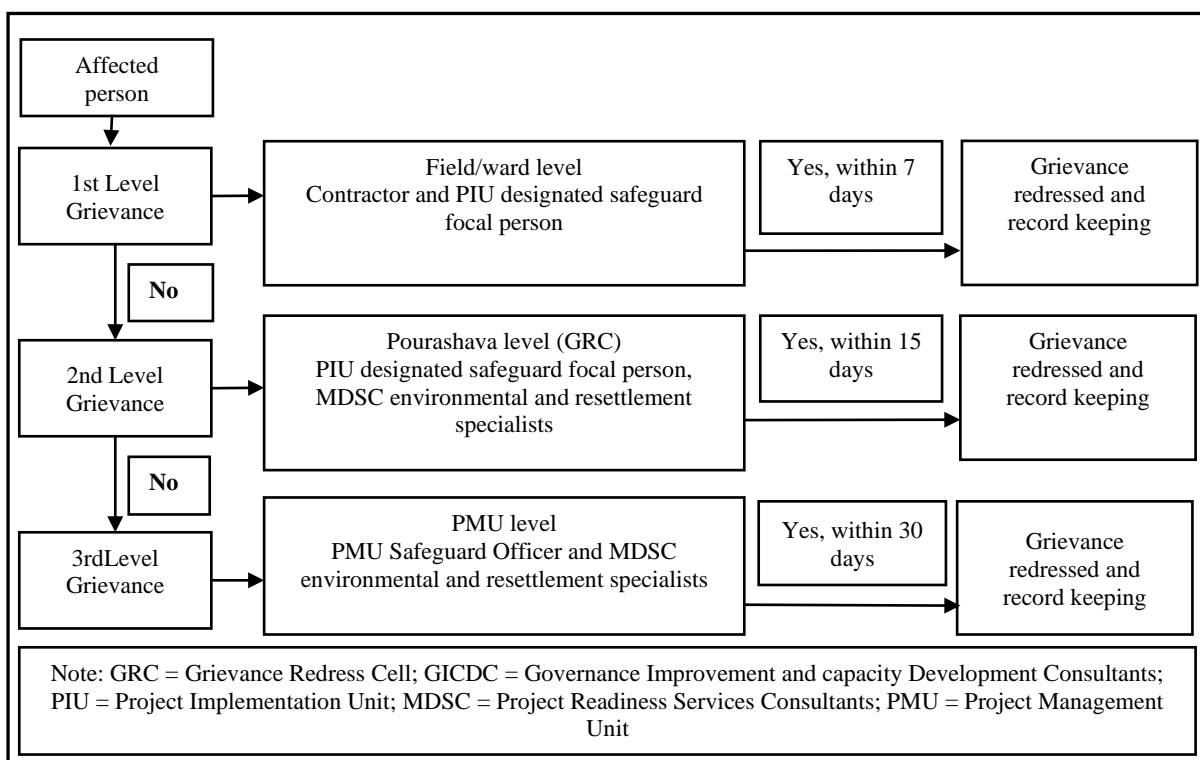 Affected
person
1st Level
Grievance
Field/ward level
Contractor and PIU designated safeguard
focal person
Yes, within 7
days
Grievance
redressed and
record keeping
No
2nd Level
Grievance
Pourashava level (GRC)
PIU designated safeguard focal person,
MDSC environmental and resettlement
specialists
Yes, within 15
days
Grievance
redressed and
record keeping
No
3rdLevel
Grievance
PMU level
PMU Safeguard Officer and MDSC
environmental and resettlement specialists
Yes, within 30
days
Grievance
redressed and
record keeping
Note: GRC = Grievance Redress Cell; GICDC = Governance Improvement and capacity Development Consultants;
PIU = Project Implementation Unit; MDSC = Project Readiness Services Consultants; PMU = Project Management
Unit